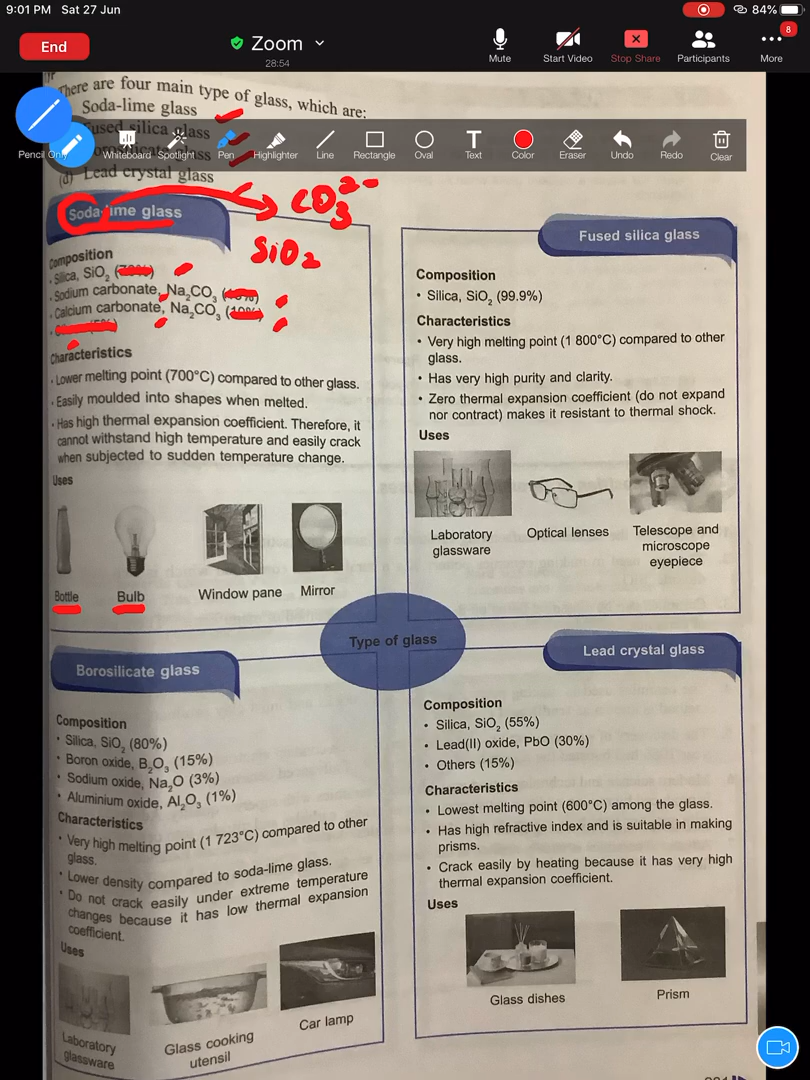 9:01 PM Sat 27 Jun
84%
End
Zoom
28:54
Mute
Start Video
Stop Share
Participants
8
More
There are four main type of glass, which are:
Soda-lime glass
Fused silica glass
glass
(d) Lead crystal glass
Pencil Only
Whiteboard
Spotlight
Pen
Highlighter
Line
Rectangle
Oval
Text
Color
Eraser
Undo
Redo
Clear
CO₃²⁻
SiO₂
Soda-lime glass
Composition
• Silica, SiO₂
• Sodium carbonate, Na₂CO₃
• Calcium carbonate, Na₂CO₃ (10%)
Characteristics
• Lower melting point (700°C) compared to other glass.
• Easily moulded into shapes when melted.
• Has high thermal expansion coefficient. Therefore, it
cannot withstand high temperature and easily crack
when subjected to sudden temperature change.
Uses
Bottle
Bulb
Window pane
Mirror
Fused silica glass
Composition
• Silica, SiO₂ (99.9%)
Characteristics
• Very high melting point (1 800°C) compared to other
glass.
• Has very high purity and clarity.
• Zero thermal expansion coefficient (do not expand
nor contract) makes it resistant to thermal shock.
Uses
Laboratory
glassware
Optical lenses
Telescope and
microscope
eyepiece
Type of glass
Borosilicate glass
Composition
• Silica, SiO₂ (80%)
• Boron oxide, B₂O₃ (15%)
• Sodium oxide, Na₂O (3%)
• Aluminium oxide, Al₂O₃ (1%)
Characteristics
• Very high melting point (1 723°C) compared to other
glass.
• Lower density compared to soda-lime glass.
• Do not crack easily under extreme temperature
changes because it has low thermal expansion
coefficient.
Uses
Laboratory
glassware
Glass cooking
utensil
Car lamp
Lead crystal glass
Composition
• Silica, SiO₂ (55%)
• Lead(II) oxide, PbO (30%)
• Others (15%)
Characteristics
• Lowest melting point (600°C) among the glass.
• Has high refractive index and is suitable in making
prisms.
• Crack easily by heating because it has very high
thermal expansion coefficient.
Uses
Glass dishes
Prism